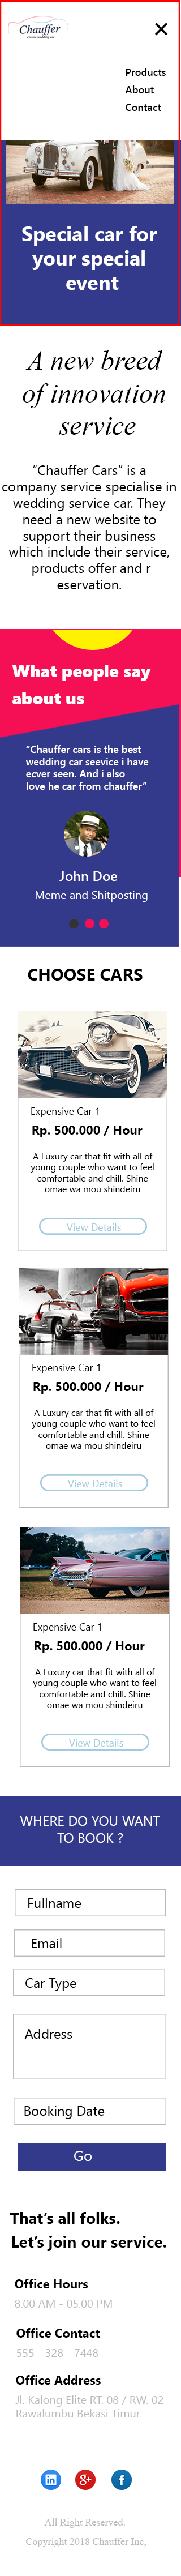 Chauffer
classic wedding car
Products
About
Contact
Special car for
your special
event
A new breed
of innovation
service
“Chauffer Cars” is a
company service specialise in
wedding service car. They
need a new website to
support their business
which include their service,
products offer and r
eservation.
What people say
about us
“Chauffer cars is the best
wedding car seevice i have
ecver seen. And i also
love he car from chauffer”
John Doe
Meme and Shitposting
CHOOSE CARS
Expensive Car 1
Rp. 500.000 / Hour
A Luxury car that fit with all of
young couple who want to feel
comfortable and chill. Shine
omae wa mou shindeiru
View Details
Expensive Car 1
Rp. 500.000 / Hour
A Luxury car that fit with all of
young couple who want to feel
comfortable and chill. Shine
omae wa mou shindeiru
View Details
Expensive Car 1
Rp. 500.000 / Hour
A Luxury car that fit with all of
young couple who want to feel
comfortable and chill. Shine
omae wa mou shindeiru
View Details
WHERE DO YOU WANT
TO BOOK ?
Fullname
Email
Car Type
Address
Booking Date
Go
That’s all folks.
Let’s join our service.
Office Hours
8.00 AM - 05.00 PM
Office Contact
555 - 328 - 7448
Office Address
Jl. Kalong Elite RT. 08 / RW. 02
Rawalumbu Bekasi Timur
in g+ f
All Right Reserved.
Copyright 2018 Chauffer Inc,